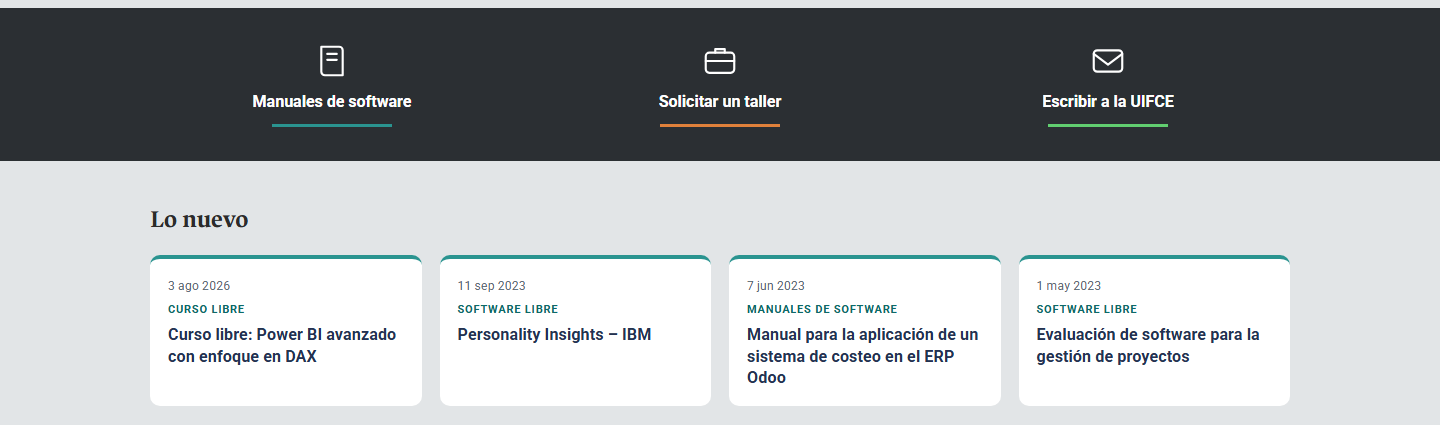 Manuales de software
Solicitar un taller
Escribir a la UIFCE
Lo nuevo
3 ago 2026
CURSO LIBRE
Curso libre: Power BI avanzado
con enfoque en DAX
11 sep 2023
SOFTWARE LIBRE
Personality Insights – IBM
7 jun 2023
MANUALES DE SOFTWARE
Manual para la aplicación de un
sistema de costeo en el ERP
Odoo
1 may 2023
SOFTWARE LIBRE
Evaluación de software para la
gestión de proyectos